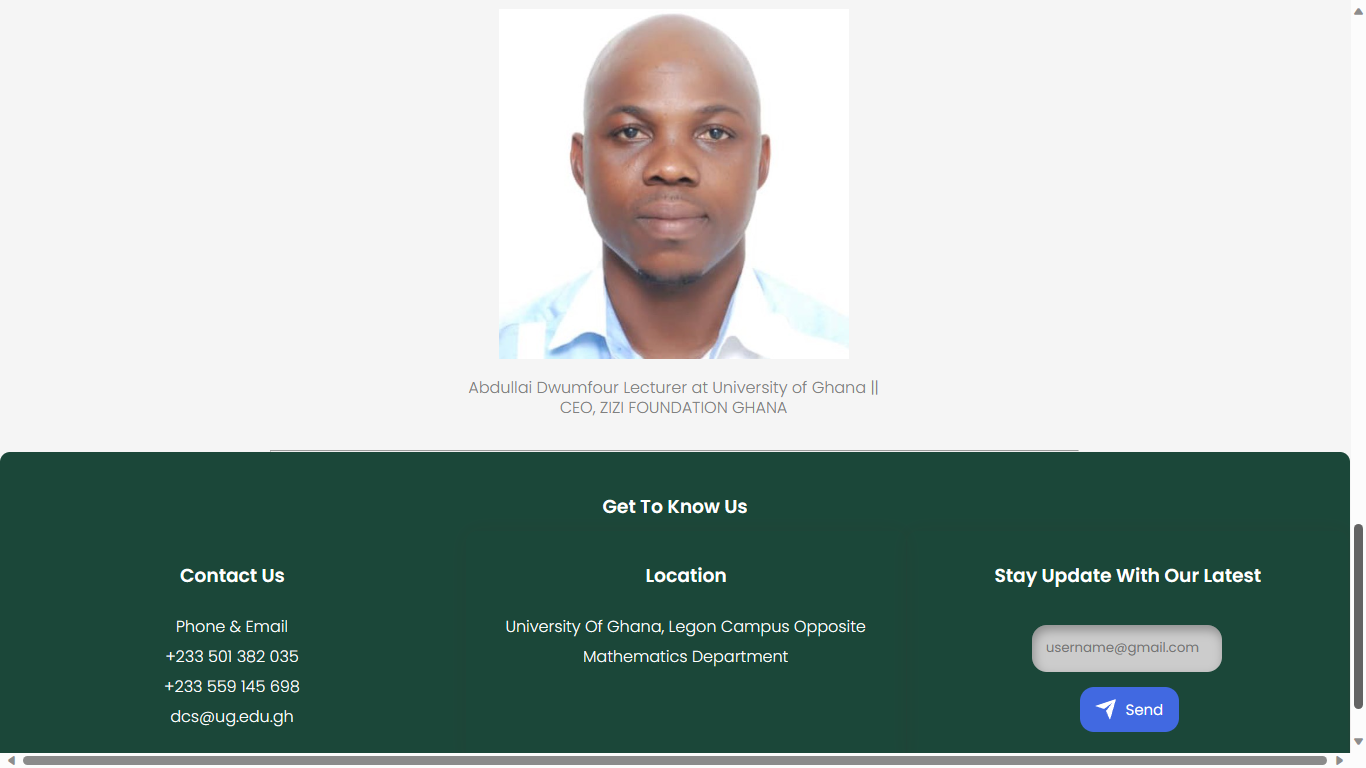 Abdullai Dwumfour Lecturer at University of Ghana ||
CEO, ZIZI FOUNDATION GHANA
Get To Know Us
Contact Us
Phone & Email
+233 501 382 035
+233 559 145 698
dcs@ug.edu.gh
Location
University Of Ghana, Legon Campus Opposite
Mathematics Department
Stay Update With Our Latest
username@gmail.com
Send